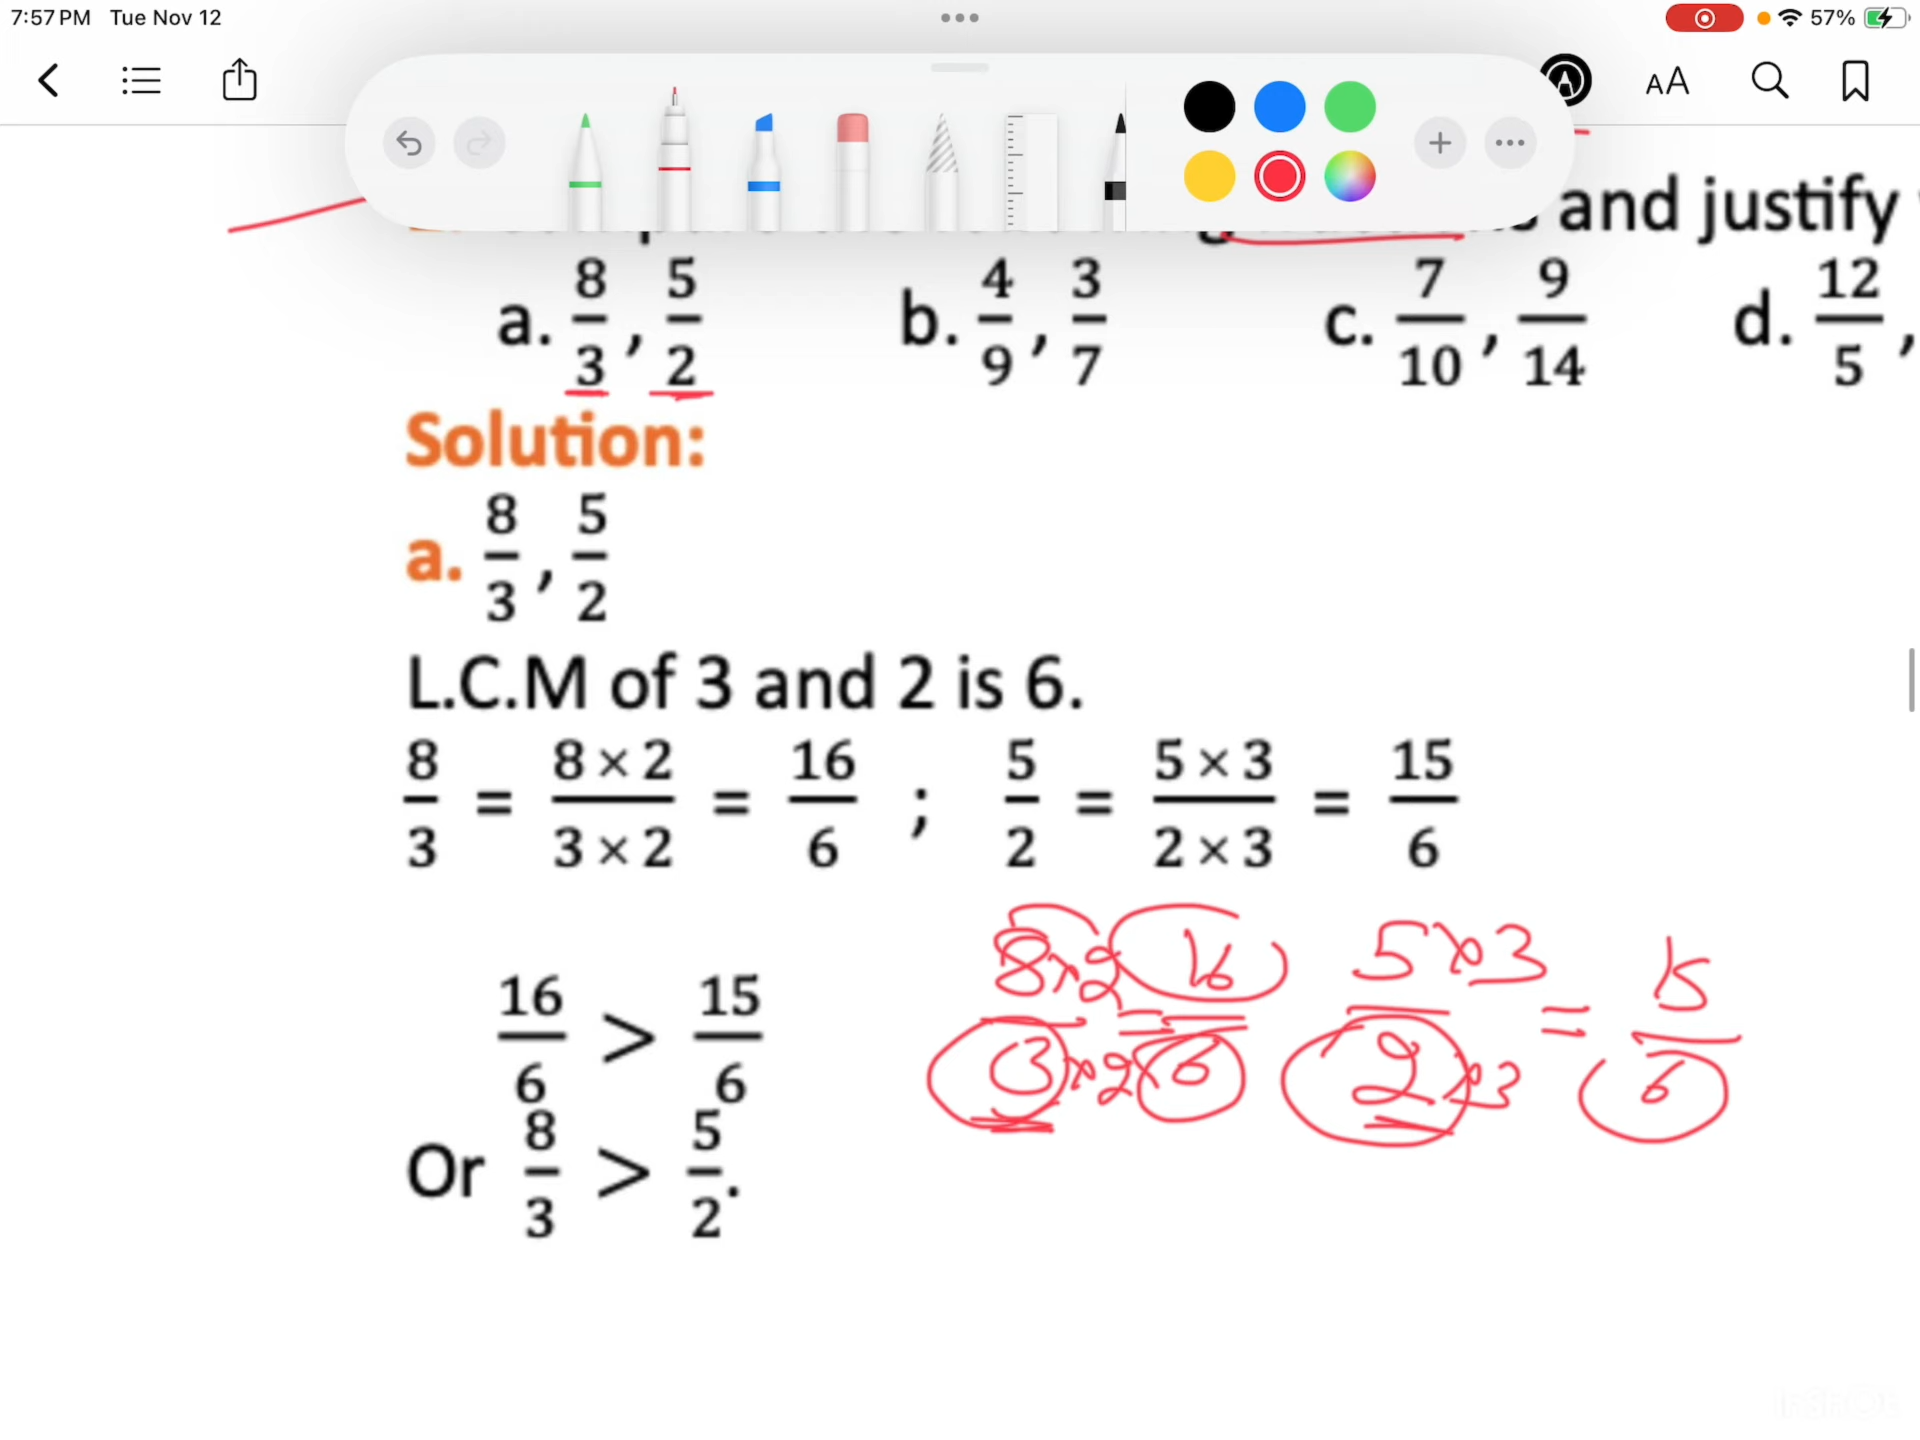 7:57 PM Tue Nov 12
57%
AA
and justify
a. 8/3, 5/2 b. 4/9, 3/7 c. 7/10, 9/14 d. 12/5,
Solution:
a. 8/3, 5/2
L.C.M of 3 and 2 is 6.
8/3 = 8 × 2/3 × 2 = 16/6 ; 5/2 = 5 × 3/2 × 3 = 15/6
16/6 > 15/6
8×2/3×2 = 16/6 5×3/2×3 = 15/6
Or 8/3 > 5/2.